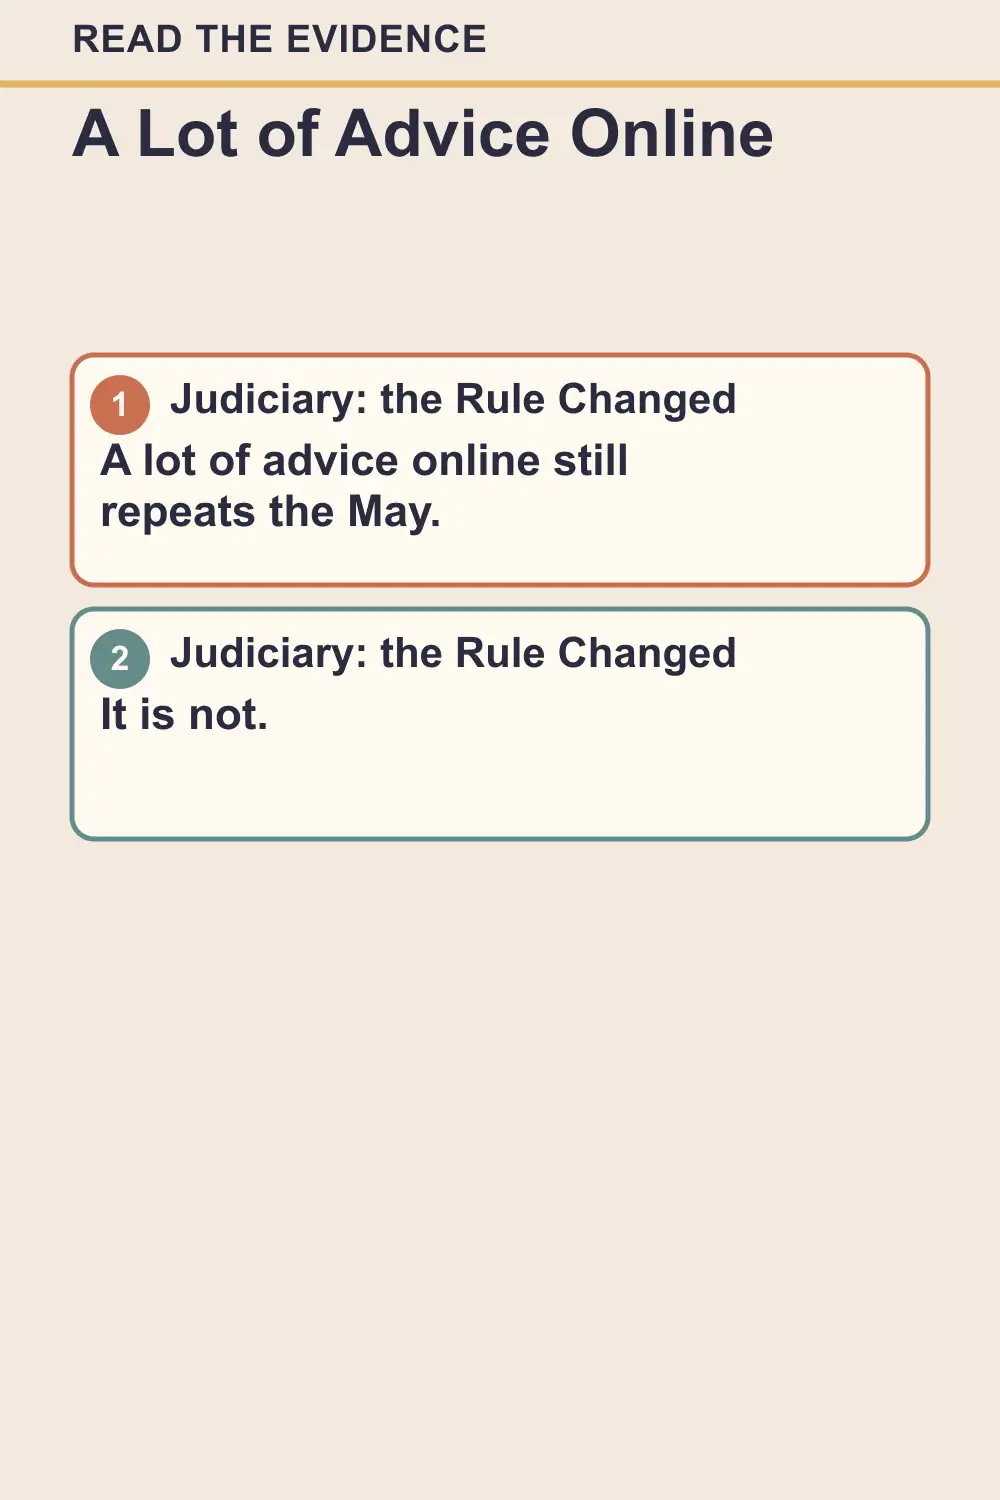 READ THE EVIDENCE
A Lot of Advice Online
1 Judiciary: the Rule Changed
A lot of advice online still
repeats the May.
2 Judiciary: the Rule Changed
It is not.